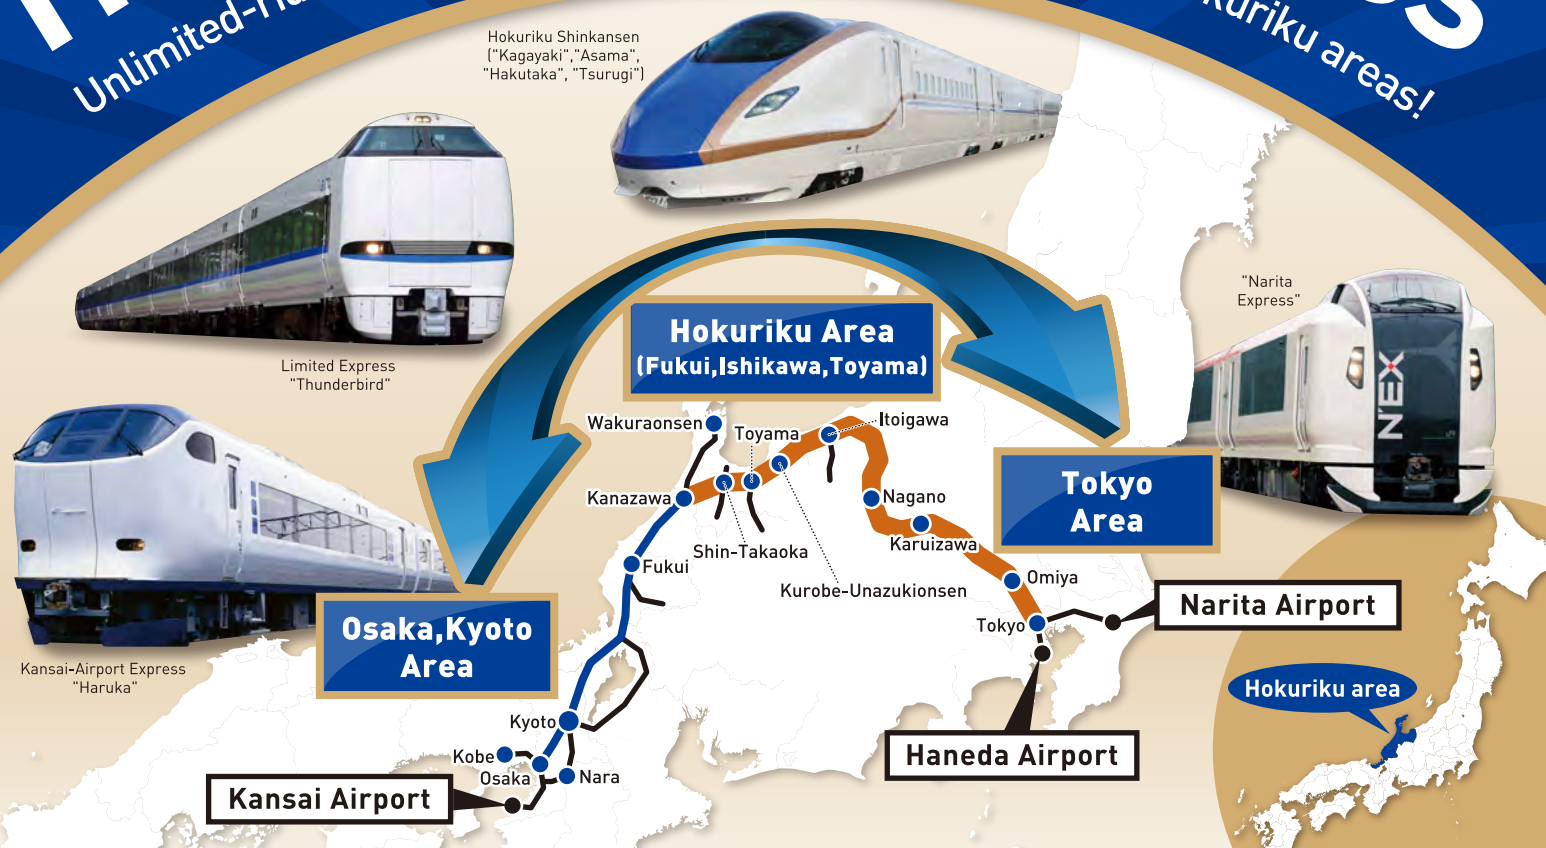 Unlimited-
areas!
Hokuriku Shinkansen
("Kagayaki","Asama",
"Hakutaka", "Tsurugi")
Limited Express
"Thunderbird"
"Narita
Express"
NEX
Kansai-Airport Express
"Haruka"
Hokuriku Area
(Fukui,Ishikawa,Toyama)
Tokyo
Area
Osaka,Kyoto
Area
Wakuraonsen
Toyama
Itoigawa
Kanazawa
Nagano
Shin-Takaoka
Karuizawa
Fukui
Kurobe-Unazukionsen
Omiya
Tokyo
Narita Airport
Haneda Airport
Kyoto
Kobe
Osaka
Nara
Kansai Airport
Hokuriku area